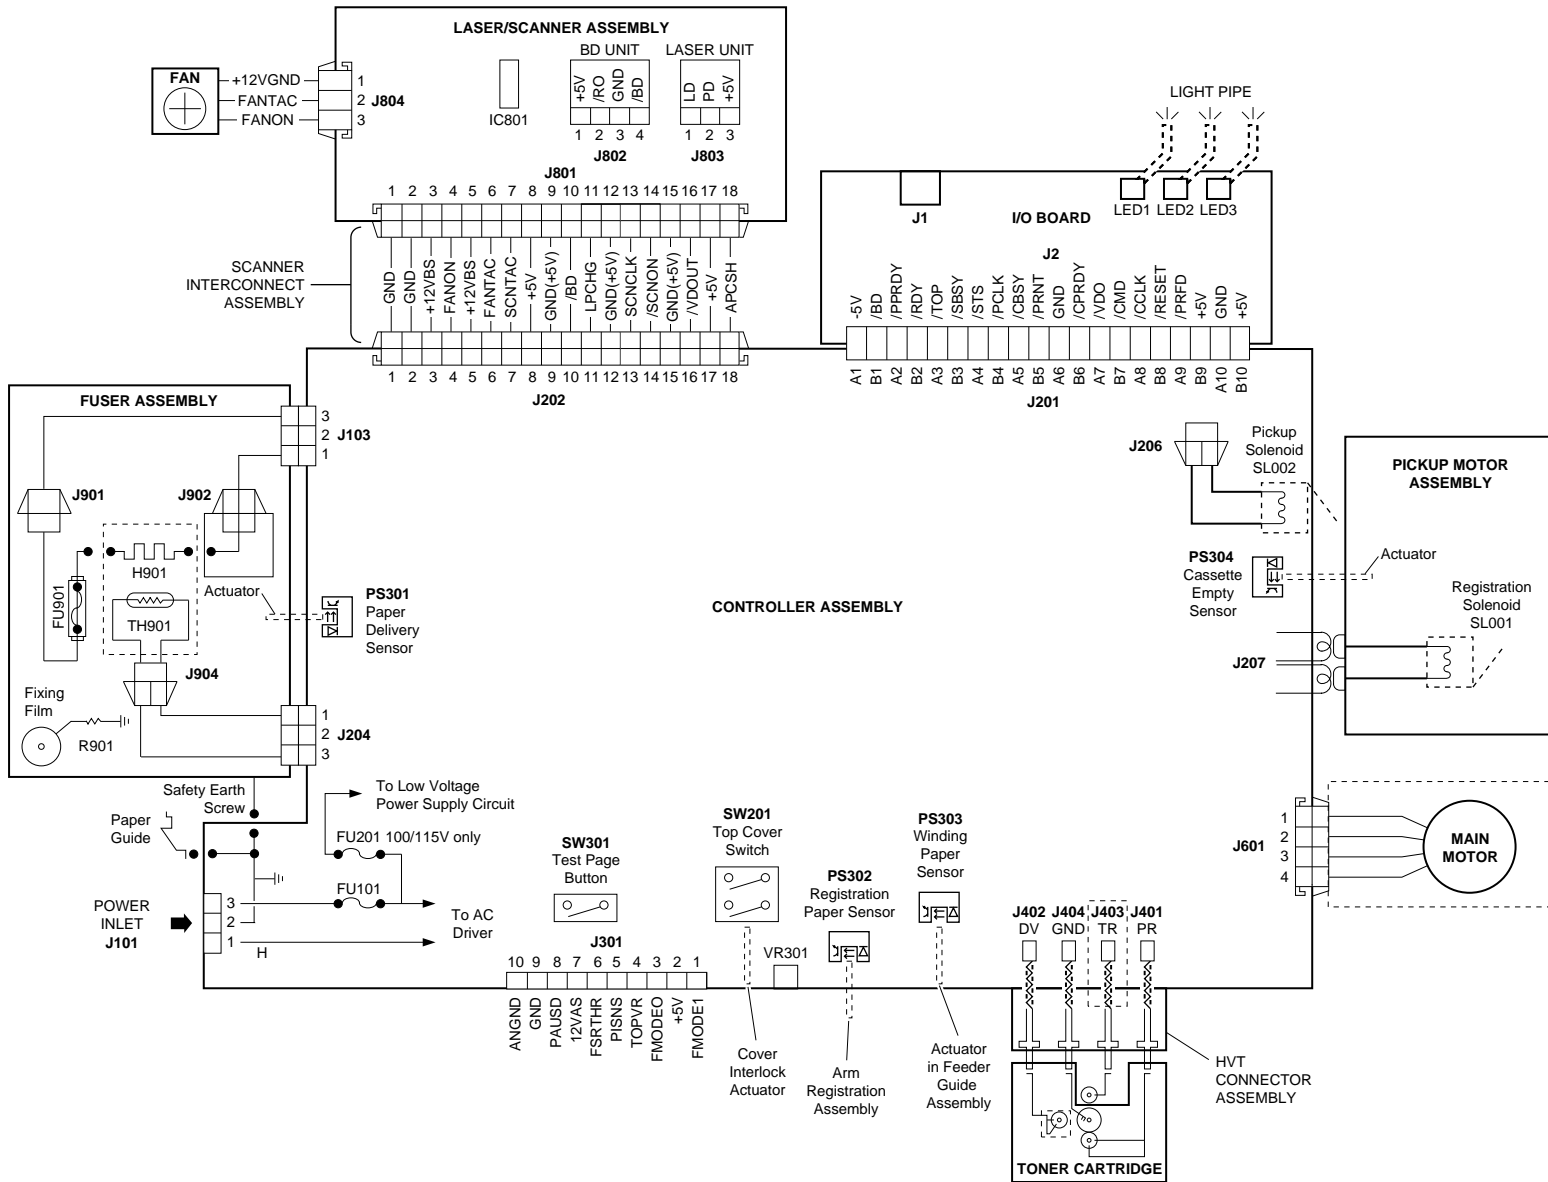 LASER/SCANNER ASSEMBLY
BD UNIT
LASER UNIT
FAN
+12VGND
FANTAC
FANON
1
2
3
J804
IC801
+5V
/RO
GND
/BD
1 2 3 4
J802
LD
PD
+5V
1 2 3
J803
J801
1 2 3 4 5 6 7 8 9 10 11 12 13 14 15 16 17 18
SCANNER
INTERCONNECT
ASSEMBLY
GND
GND
+12VBS
FANON
+12VBS
FANTAC
SCNTAC
+5V
GND(+5V)
/BD
LPCHG
GND(+5V)
SCNCLK
/SCNON
GND(+5V)
/VDOUT
+5V
APCSH
1 2 3 4 5 6 7 8 9 10 11 12 13 14 15 16 17 18
J202
LIGHT PIPE
J1
I/O BOARD
LED1 LED2 LED3
J2
-5V
/BD
/PPRDY
/RDY
/TOP
/SBSY
/STS
/PCLK
/CBSY
/PRNT
GND
/CPRDY
/VDO
/CMD
/CCLK
/RESET
/PRFD
+5V
GND
+5V
A1 B1 A2 B2 A3 B3 A4 B4 A5 B5 A6 B6 A7 B7 A8 B8 A9 B9 A10 B10
J201
FUSER ASSEMBLY
3
2
1
J103
J901
J902
H901
FU901
TH901
Actuator
J904
Fixing
Film
R901
1
2
3
J204
PS301
Paper
Delivery
Sensor
CONTROLLER ASSEMBLY
J206
Pickup
Solenoid
SL002
PICKUP MOTOR
ASSEMBLY
PS304
Cassette
Empty
Sensor
Actuator
Registration
Solenoid
SL001
J207
Safety Earth
Screw
Paper
Guide
To Low Voltage
Power Supply Circuit
FU201 100/115V only
FU101
POWER
INLET
J101
3
2
1
H
To AC
Driver
SW301
Test Page
Button
J301
10 9 8 7 6 5 4 3 2 1
ANGND
GND
PAUSD
12VAS
FSRTHR
PISNS
TOPVR
FMODEO
+5V
FMODE1
SW201
Top Cover
Switch
VR301
Cover
Interlock
Actuator
PS302
Registration
Paper Sensor
Arm
Registration
Assembly
PS303
Winding
Paper
Sensor
Actuator
in Feeder
Guide
Assembly
J601
1
2
3
4
MAIN
MOTOR
J402 J404 J403 J401
DV GND TR PR
HVT
CONNECTOR
ASSEMBLY
TONER CARTRIDGE